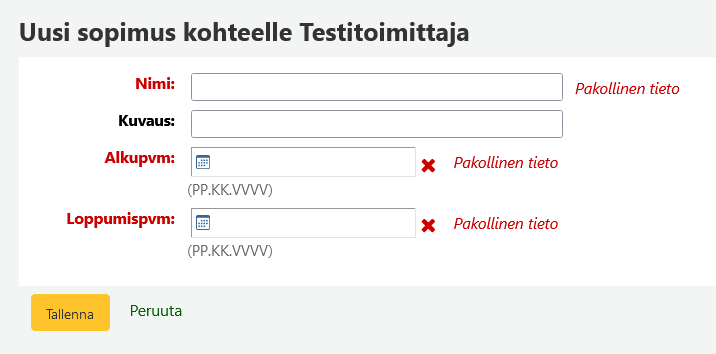 Uusi sopimus kohteelle Testitoimittaja
Nimi: Pakollinen tieto
Kuvaus:
Alkupvm: Pakollinen tieto
(PP.KK.VVVV)
Loppumispvm: Pakollinen tieto
(PP.KK.VVVV)
Tallenna Peruuta